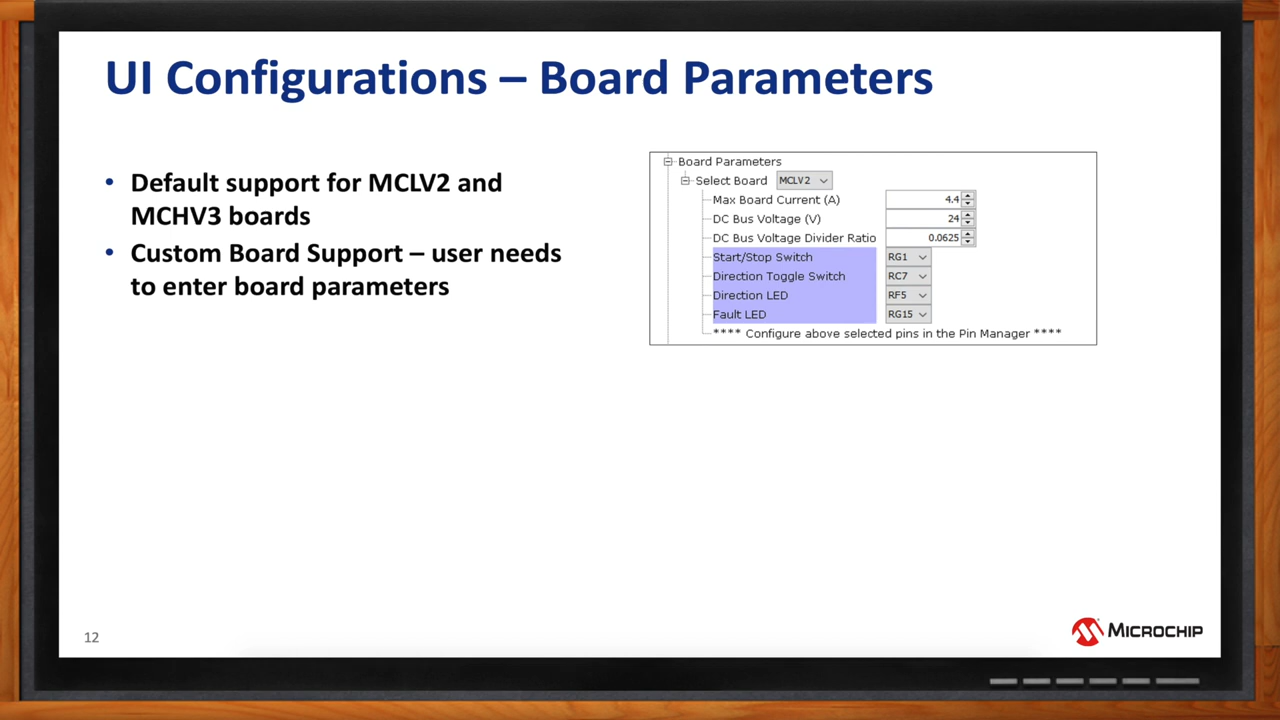 UI Configurations – Board Parameters
• Default support for MCLV2 and
MCHV3 boards
• Custom Board Support – user needs
to enter board parameters
Board Parameters
Select Board MCLV2
Max Board Current (A) 4.4
DC Bus Voltage (V) 24
DC Bus Voltage Divider Ratio 0.0625
Start/Stop Switch RG1
Direction Toggle Switch RC7
Direction LED RF5
Fault LED RG15
**** Configure above selected pins in the Pin Manager ****
12
MICROCHIP